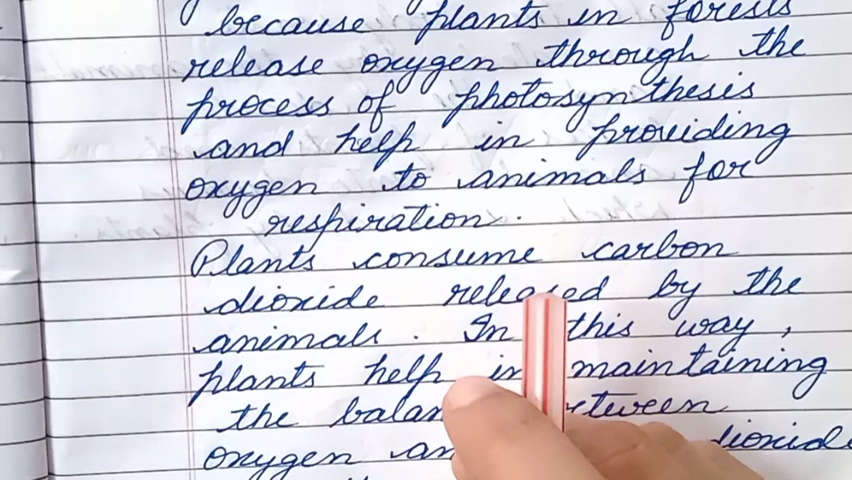 because plants in forests
release oxygen through the
process of photosynthesis
and help in providing
oxygen to animals for
respiration.
Plants consume carbon
dioxide released by the
animals. In this way,
plants help in maintaining
the between
oxygen dioxide